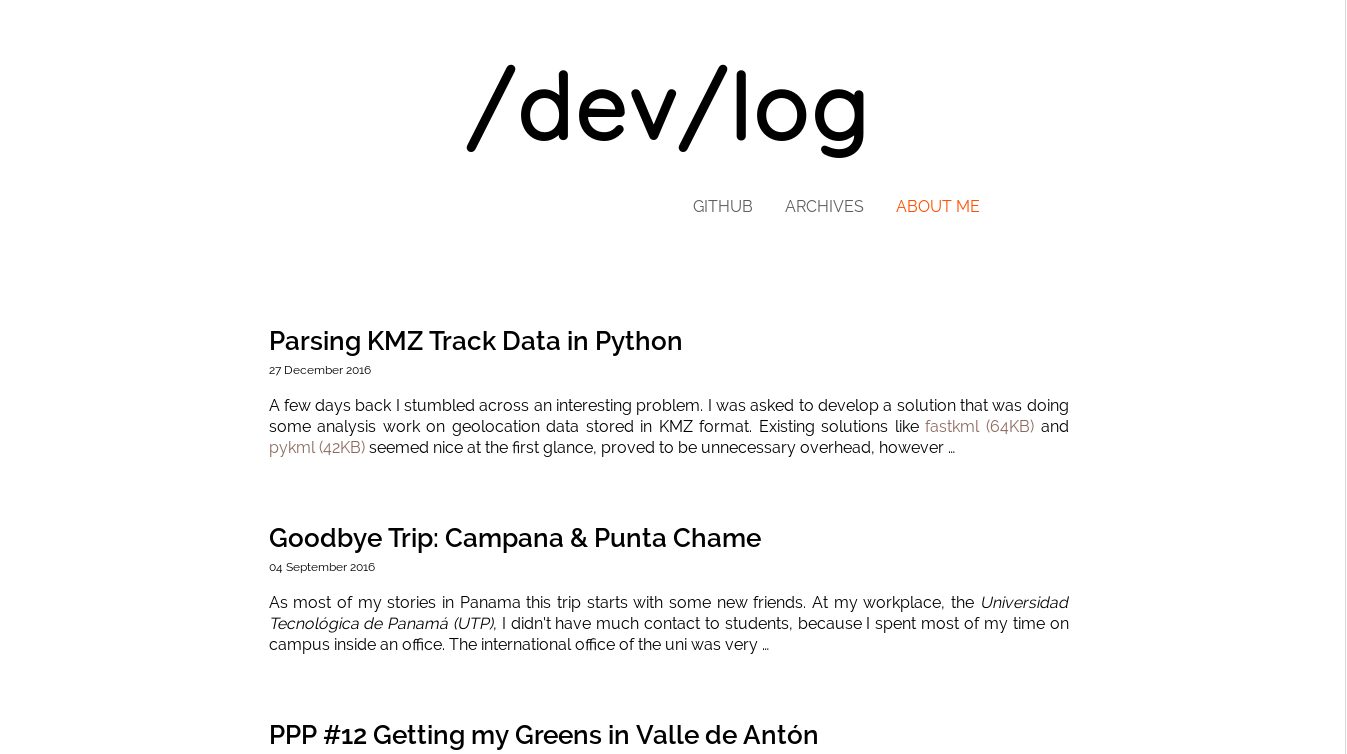 /dev/log
GITHUB ARCHIVES ABOUT ME
Parsing KMZ Track Data in Python
27 December 2016
A few days back I stumbled across an interesting problem. I was asked to develop a solution that was doing
some analysis work on geolocation data stored in KMZ format. Existing solutions like fastkml (64KB) and
pykml (42KB) seemed nice at the first glance, proved to be unnecessary overhead, however …
Goodbye Trip: Campana & Punta Chame
04 September 2016
As most of my stories in Panama this trip starts with some new friends. At my workplace, the Universidad
Tecnológica de Panamá (UTP), I didn't have much contact to students, because I spent most of my time on
campus inside an office. The international office of the uni was very …
PPP #12 Getting my Greens in Valle de Antón